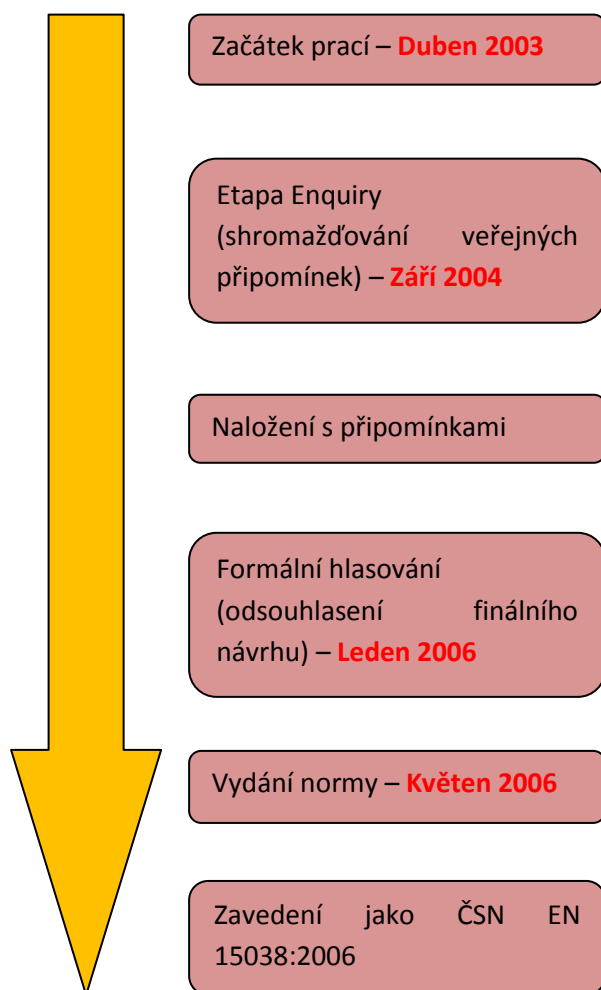 Začátek prací – Duben 2003
Etapa Enquiry
(shromažďování veřejných
připomínek) – Září 2004
Naložení s připomínkami
Formální hlasování
(odsouhlasení finálního
návrhu) – Leden 2006
Vydání normy – Květen 2006
Zavedení jako ČSN EN
15038:2006